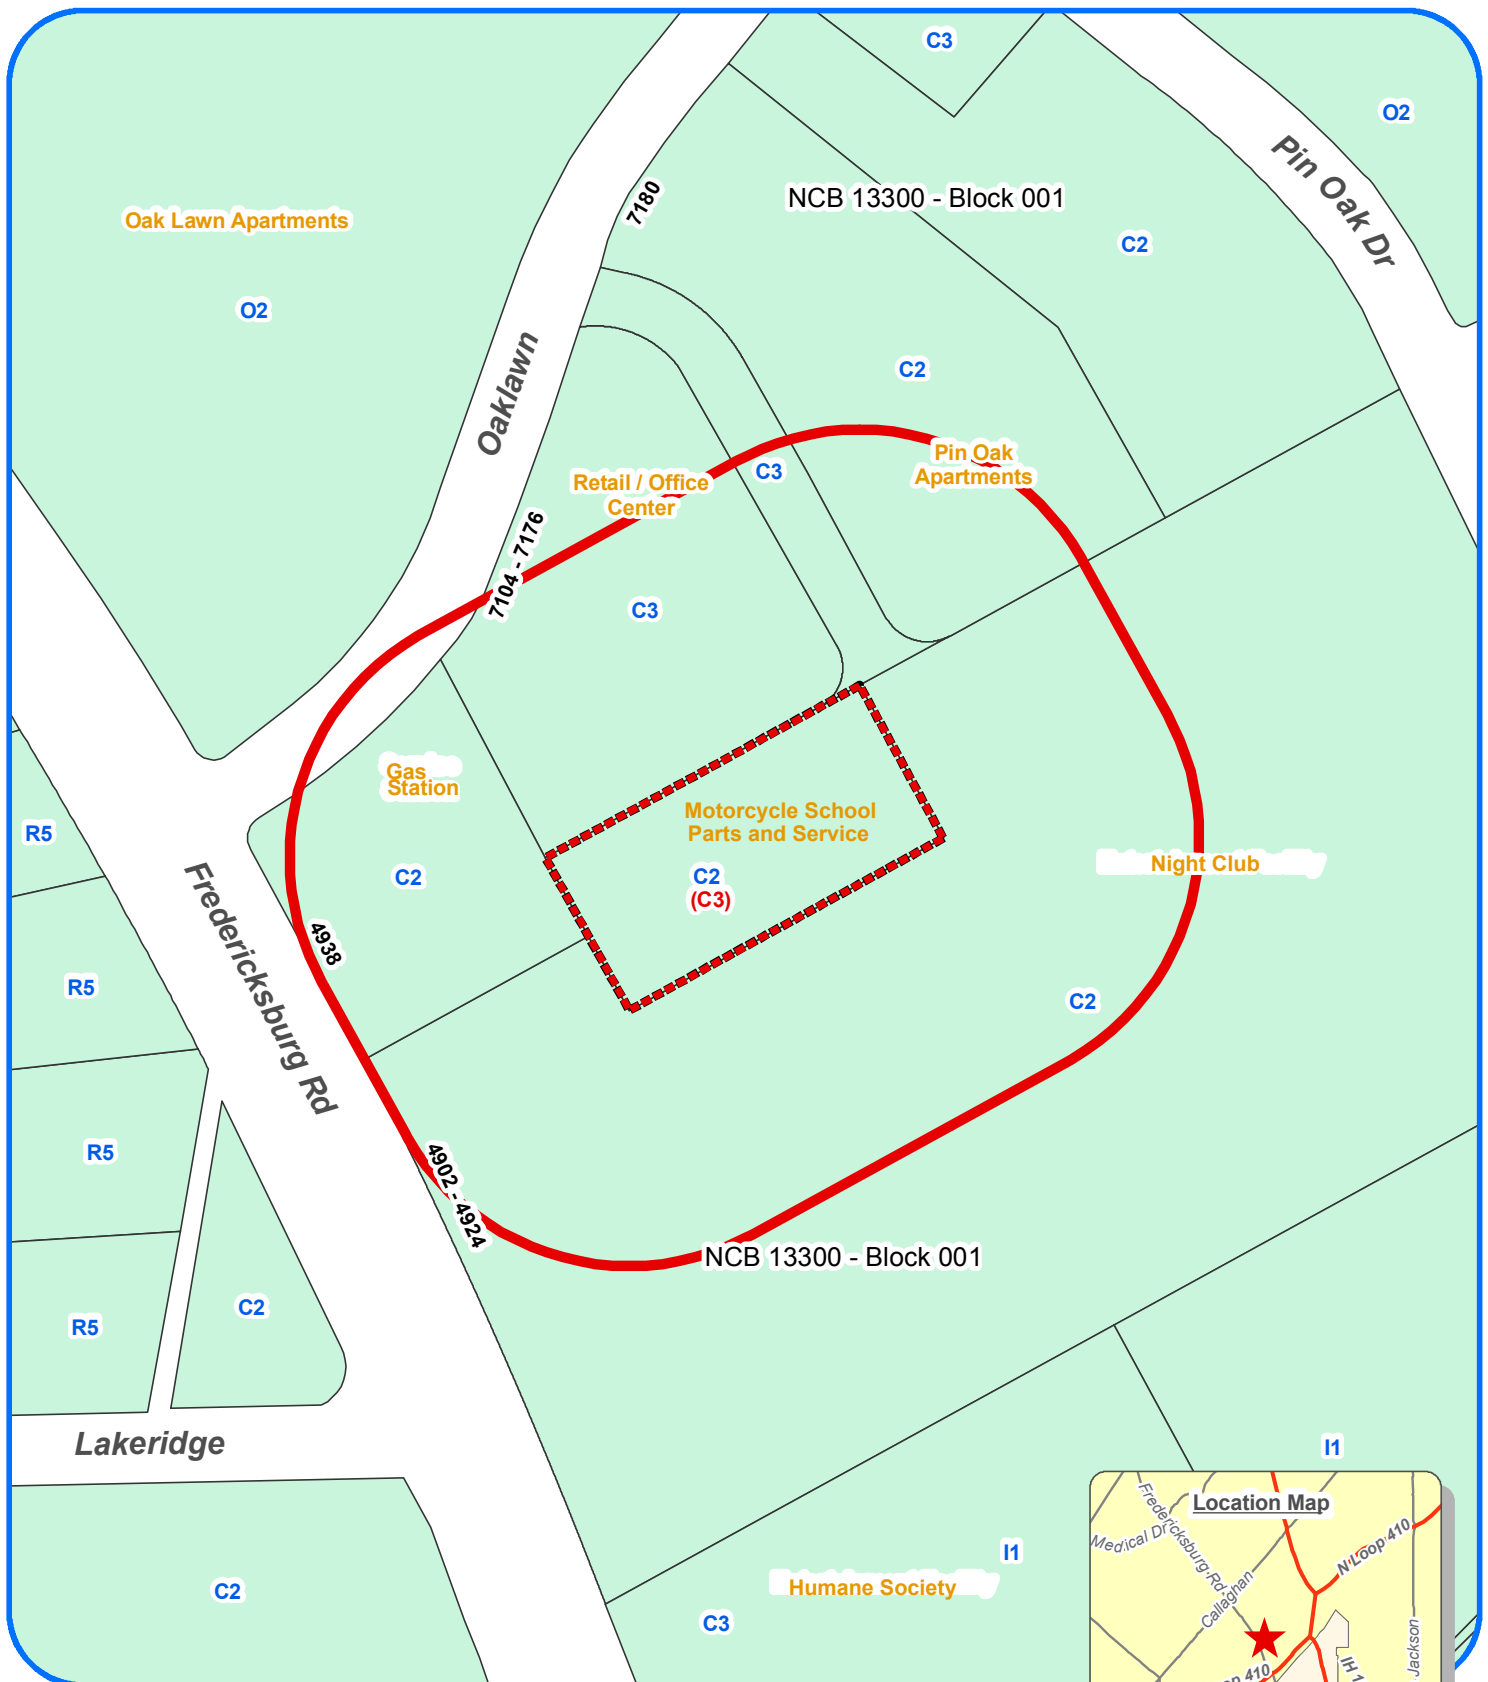 C3
O2
Pin Oak Dr
NCB 13300 - Block 001
7180
Oak Lawn Apartments
C2
O2
Oaklawn
C2
Pin Oak
Apartments
C3
Retail / Office
Center
7104 - 7176
C3
Gas
Station
Motorcycle School
Parts and Service
R5
Night Club
C2
C2
(C3)
Fredericksburg Rd
4938
R5
C2
R5
4902 - 4924
NCB 13300 - Block 001
C2
R5
Lakeridge
I1
Location Map
Fredericksburg Rd
Medical Dr
N Loop 410
Callaghan
I1
Humane Society
C2
C3
Jackson
410